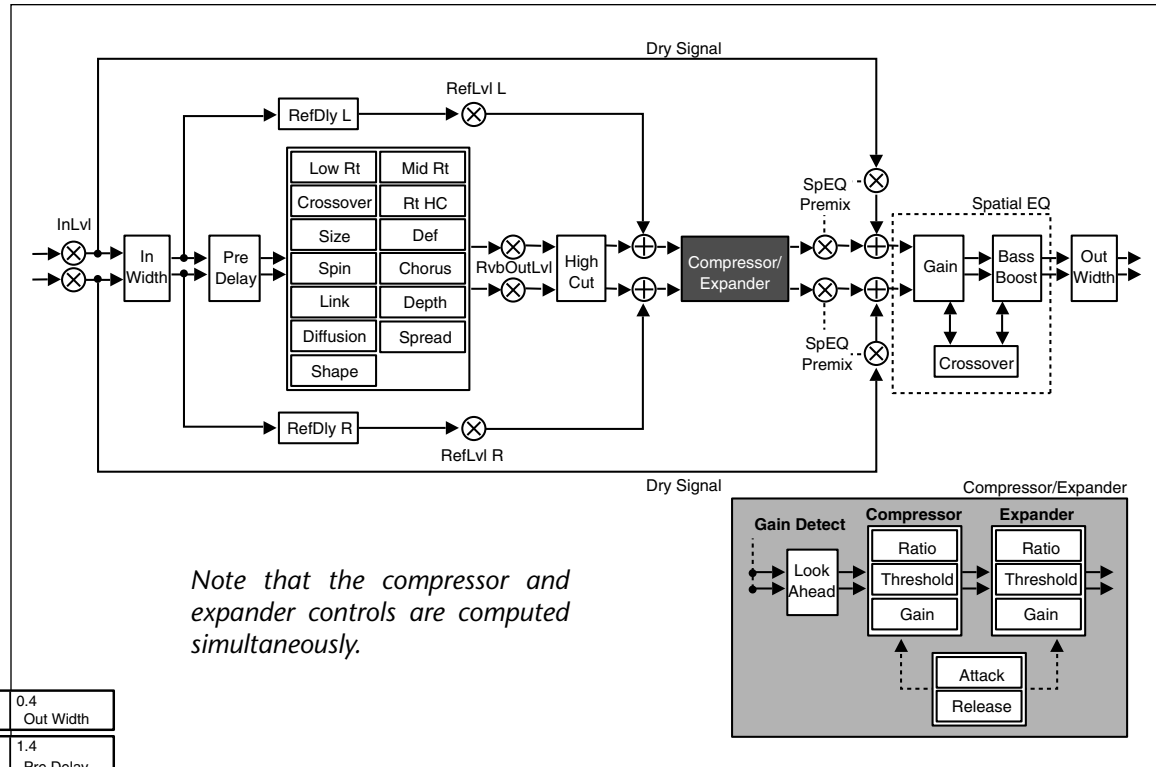 Dry Signal
RefLvl L
RefDly L
Low Rt
Mid Rt
Crossover
Rt HC
Size
Def
Spin
Chorus
Link
Depth
Diffusion
Spread
Shape
InLvl
In
Width
Pre
Delay
RvbOutLvl
High
Cut
Compressor/
Expander
SpEQ
Premix
SpEQ
Premix
Spatial EQ
Gain
Bass
Boost
Crossover
Out
Width
RefDly R
RefLvl R
Dry Signal
Compressor/Expander
Gain Detect
Compressor
Expander
Look
Ahead
Ratio
Threshold
Gain
Ratio
Threshold
Gain
Attack
Release
Note that the compressor and
expander controls are computed
simultaneously.
0.4
Out Width
1.4
Pre Delay